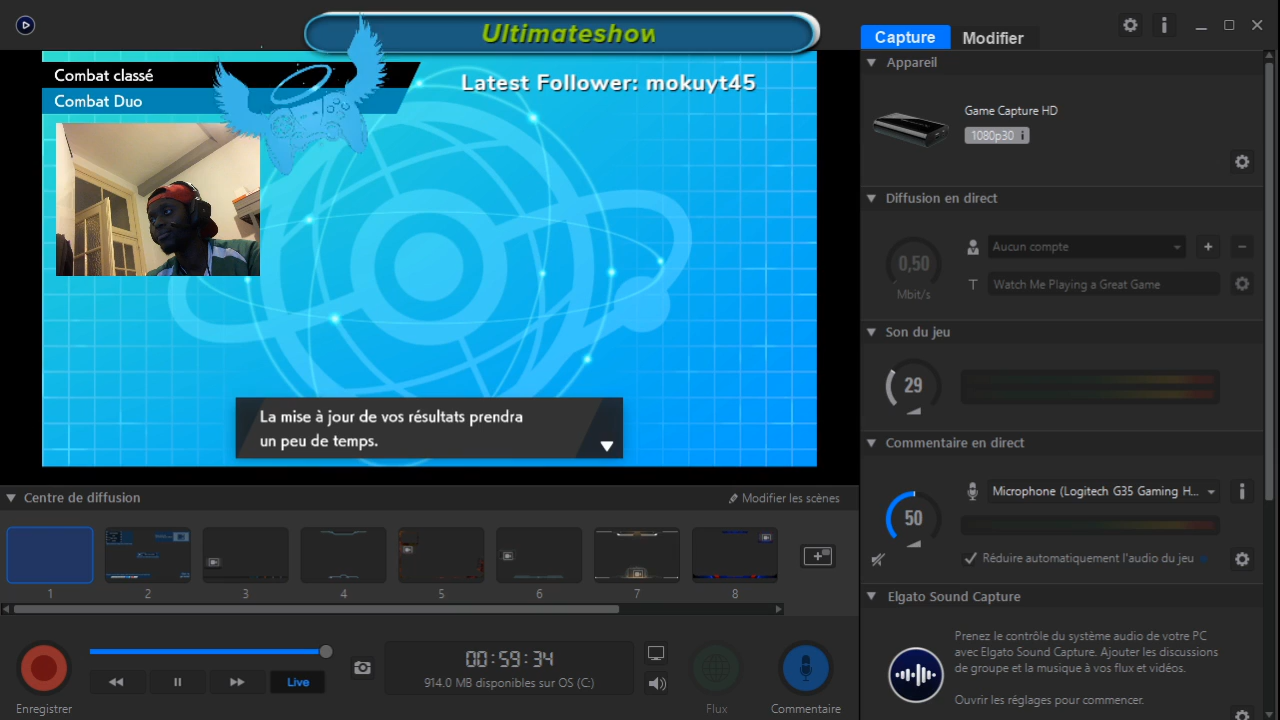 Ultimateshow
Capture
Modifier
Combat classé
Combat Duo
Latest Follower: mokuyt45
La mise à jour de vos résultats prendra
un peu de temps.
Appareil
Game Capture HD
1080p30 i
Diffusion en direct
0,50
Mbit/s
Aucun compte
T Watch Me Playing a Great Game
Son du jeu
29
Commentaire en direct
50
Microphone (Logitech G35 Gaming H...
Réduire automatiquement l'audio du jeu
Elgato Sound Capture
Prenez le contrôle du système audio de votre PC
avec Elgato Sound Capture. Ajouter les discussions
de groupe et la musique à vos flux et vidéos.
Ouvrir les réglages pour commencer.
Centre de diffusion
Modifier les scènes
1 2 3 4 5 6 7 8
Enregistrer
Live
00:59:34
914.0 MB disponibles sur OS (C:)
Flux
Commentaire